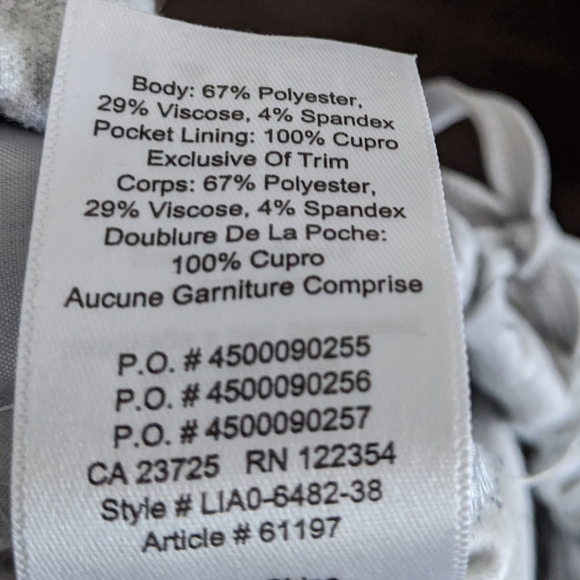 Body: 67% Polyester,
29% Viscose, 4% Spandex
Pocket Lining: 100% Cupro
Exclusive Of Trim
Corps: 67% Polyester,
29% Viscose, 4% Spandex
Doublure De La Poche:
100% Cupro
Aucune Garniture Comprise
P.O. # 4500090255
P.O. # 4500090256
P.O. # 4500090257
CA 23725 RN 122354
Style # LIA0-6482-38
Article # 61197